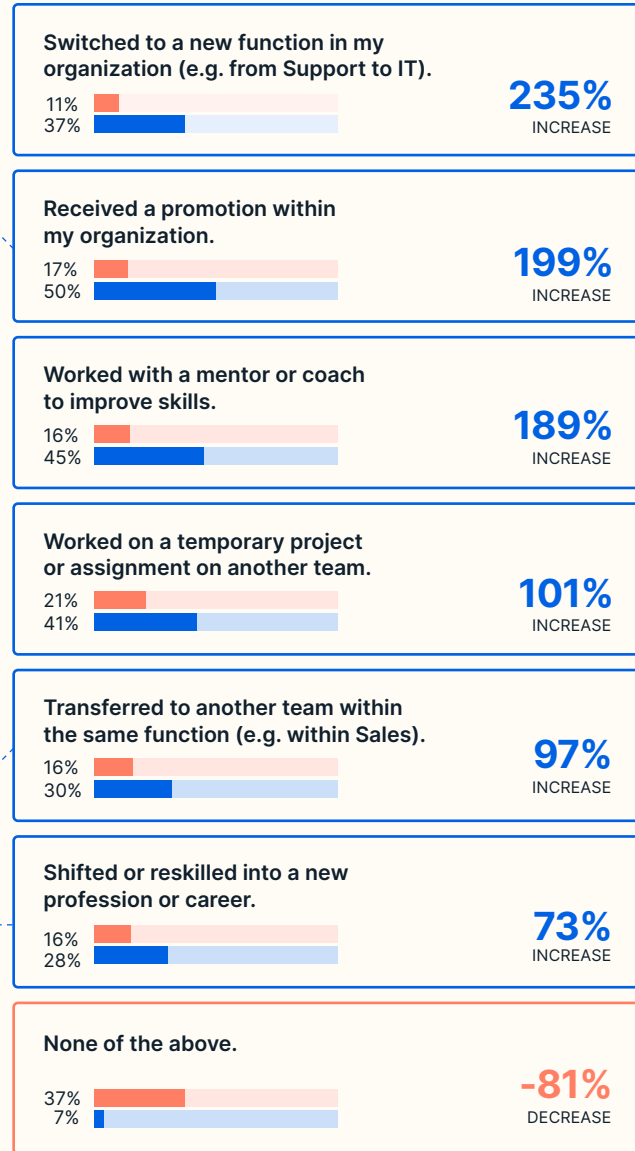 Switched to a new function in my
organization (e.g. from Support to IT).
11%
37%
235%
INCREASE
Received a promotion within
my organization.
17%
50%
199%
INCREASE
Worked with a mentor or coach
to improve skills.
16%
45%
189%
INCREASE
Worked on a temporary project
or assignment on another team.
21%
41%
101%
INCREASE
Transferred to another team within
the same function (e.g. within Sales).
16%
30%
97%
INCREASE
Shifted or reskilled into a new
profession or career.
16%
28%
73%
INCREASE
None of the above.
37%
7%
-81%
DECREASE